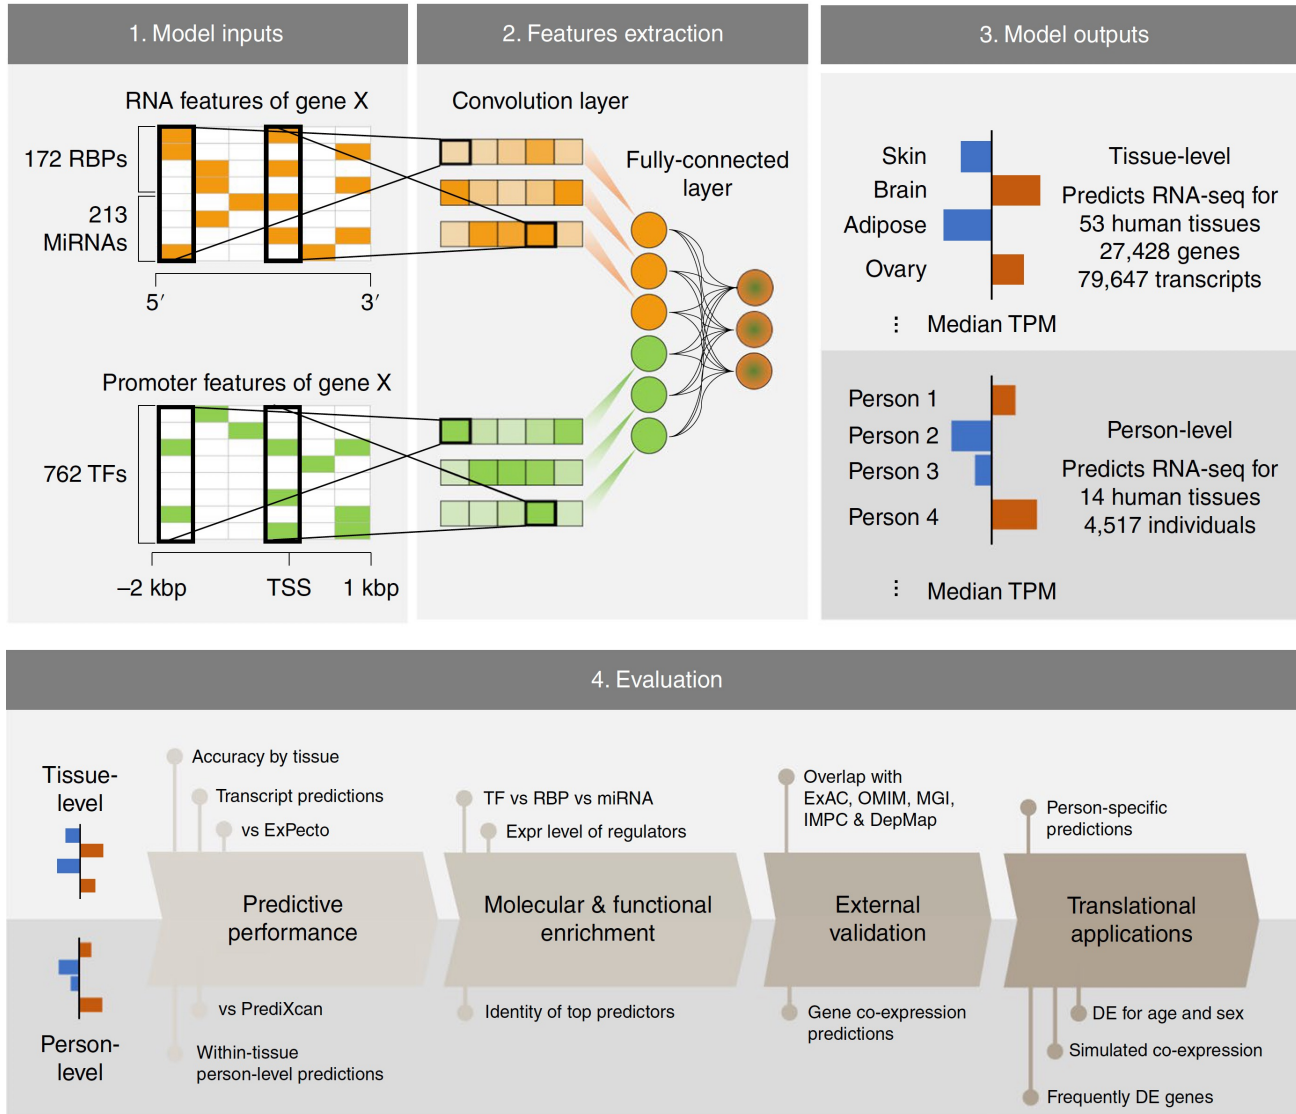 1. Model inputs
RNA features of gene X
172 RBPs
213
MiRNAs
5′
3′
Promoter features of gene X
762 TFs
–2 kbp
TSS
1 kbp
2. Features extraction
Convolution layer
Fully-connected
layer
3. Model outputs
Skin
Brain
Adipose
Ovary
⋮
Median TPM
Tissue-level
Predicts RNA-seq for
53 human tissues
27,428 genes
79,647 transcripts
Person 1
Person 2
Person 3
Person 4
⋮
Median TPM
Person-level
Predicts RNA-seq for
14 human tissues
4,517 individuals
4. Evaluation
Tissue-
level
Person-
level
Accuracy by tissue
Transcript predictions
vs ExPecto
Predictive
performance
vs PrediXcan
Within-tissue
person-level predictions
TF vs RBP vs miRNA
Expr level of regulators
Molecular & functional
enrichment
Identity of top predictors
Overlap with
ExAC, OMIM, MGI,
IMPC & DepMap
External
validation
Gene co-expression
predictions
Person-specific
predictions
Translational
applications
DE for age and sex
Simulated co-expression
Frequently DE genes